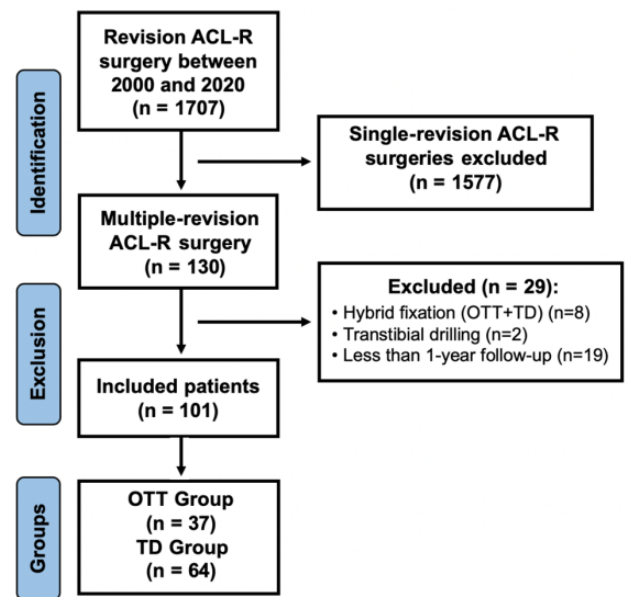 Identification
Revision ACL-R
surgery between
2000 and 2020
(n = 1707)
Single-revision ACL-R
surgeries excluded
(n = 1577)
Multiple-revision
ACL-R surgery
(n = 130)
Exclusion
Excluded (n = 29):
• Hybrid fixation (OTT+TD) (n=8)
• Transtibial drilling (n=2)
• Less than 1-year follow-up (n=19)
Included patients
(n = 101)
Groups
OTT Group
(n = 37)
TD Group
(n = 64)